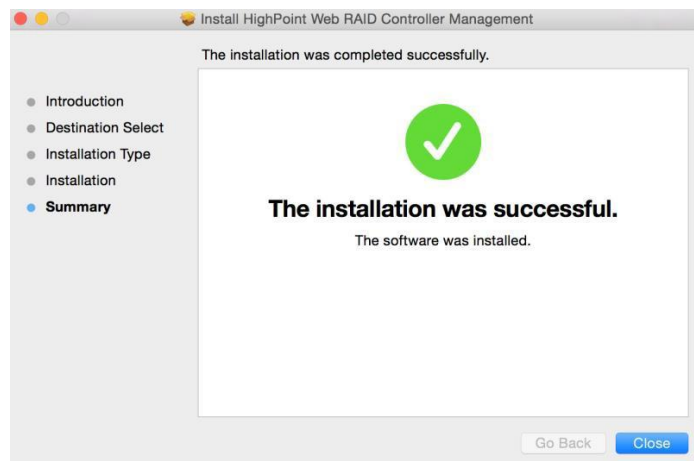 Install HighPoint Web RAID Controller Management
The installation was completed successfully.
Introduction
Destination Select
Installation Type
Installation
Summary
The installation was successful.
The software was installed.
Go Back
Close